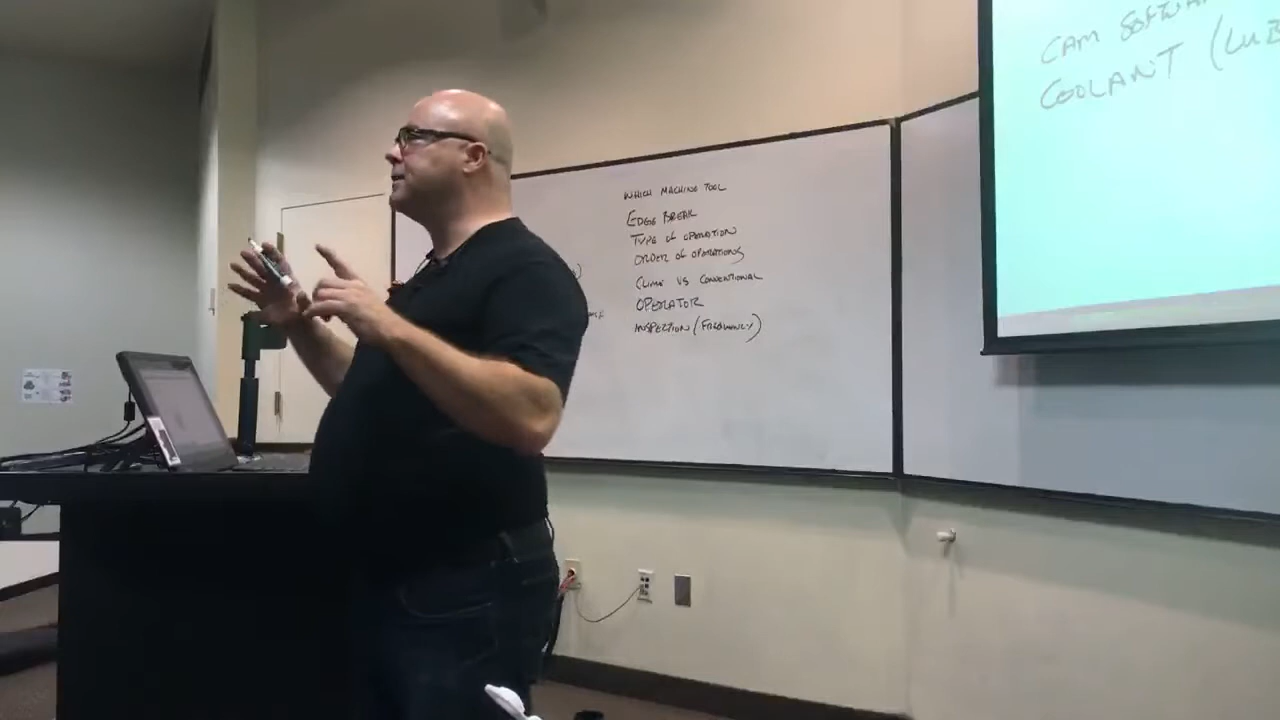 WHICH MACHINE TOOL
EDGE BREAK
TYPE OF OPERATION
ORDER OF OPERATIONS
CLIMB VS CONVENTIONAL
OPERATOR
INSPECTION (FREQUENCY)
CAM SOFTWAR
COOLANT (LUB